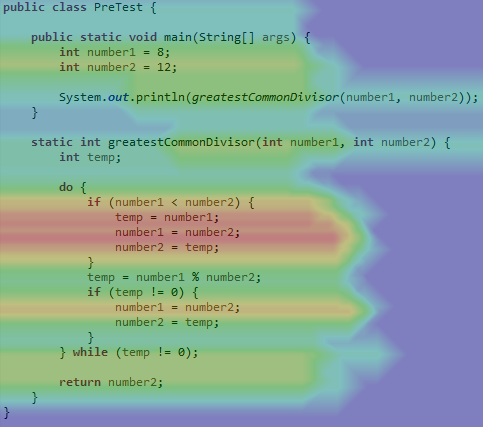 public class PreTest {
public static void main(String[] args) {
int number1 = 8;
int number2 = 12;
System.out.println(greatestCommonDivisor(number1, number2));
}
static int greatestCommonDivisor(int number1, int number2) {
int temp;
do {
if (number1 < number2) {
temp = number1;
number1 = number2;
number2 = temp;
}
temp = number1 % number2;
if (temp != 0) {
number1 = number2;
number2 = temp;
}
} while (temp != 0);
return number2;
}
}